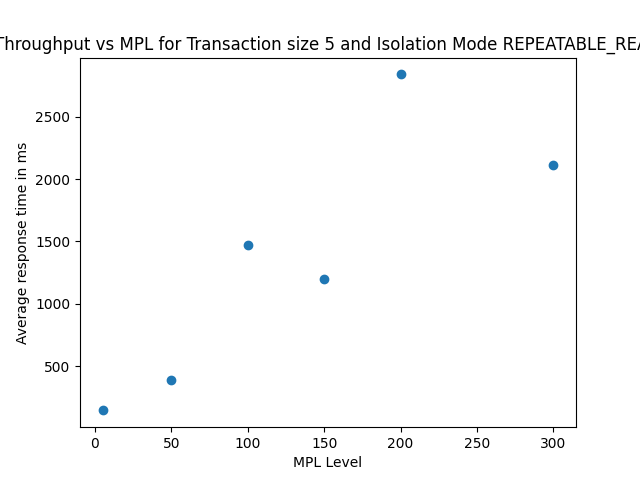 Throughput vs MPL for Transaction size 5 and Isolation Mode REPEATABLE_REA
Average response time in ms
2500
2000
1500
1000
500
0 50 100 150 200 250 300
MPL Level